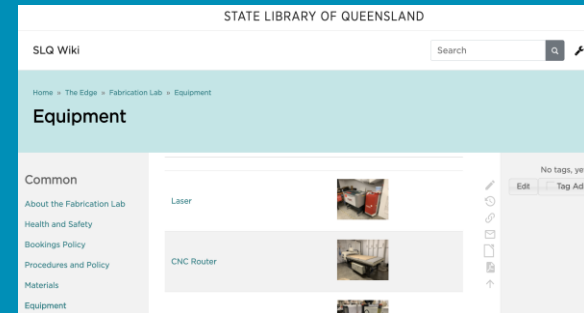 STATE LIBRARY OF QUEENSLAND
SLQ Wiki
Search
Home » The Edge » Fabrication Lab » Equipment
Equipment
No tags, ye
Edit
Tag Ad
Common
About the Fabrication Lab
Health and Safety
Bookings Policy
Procedures and Policy
Materials
Equipment
Laser
CNC Router